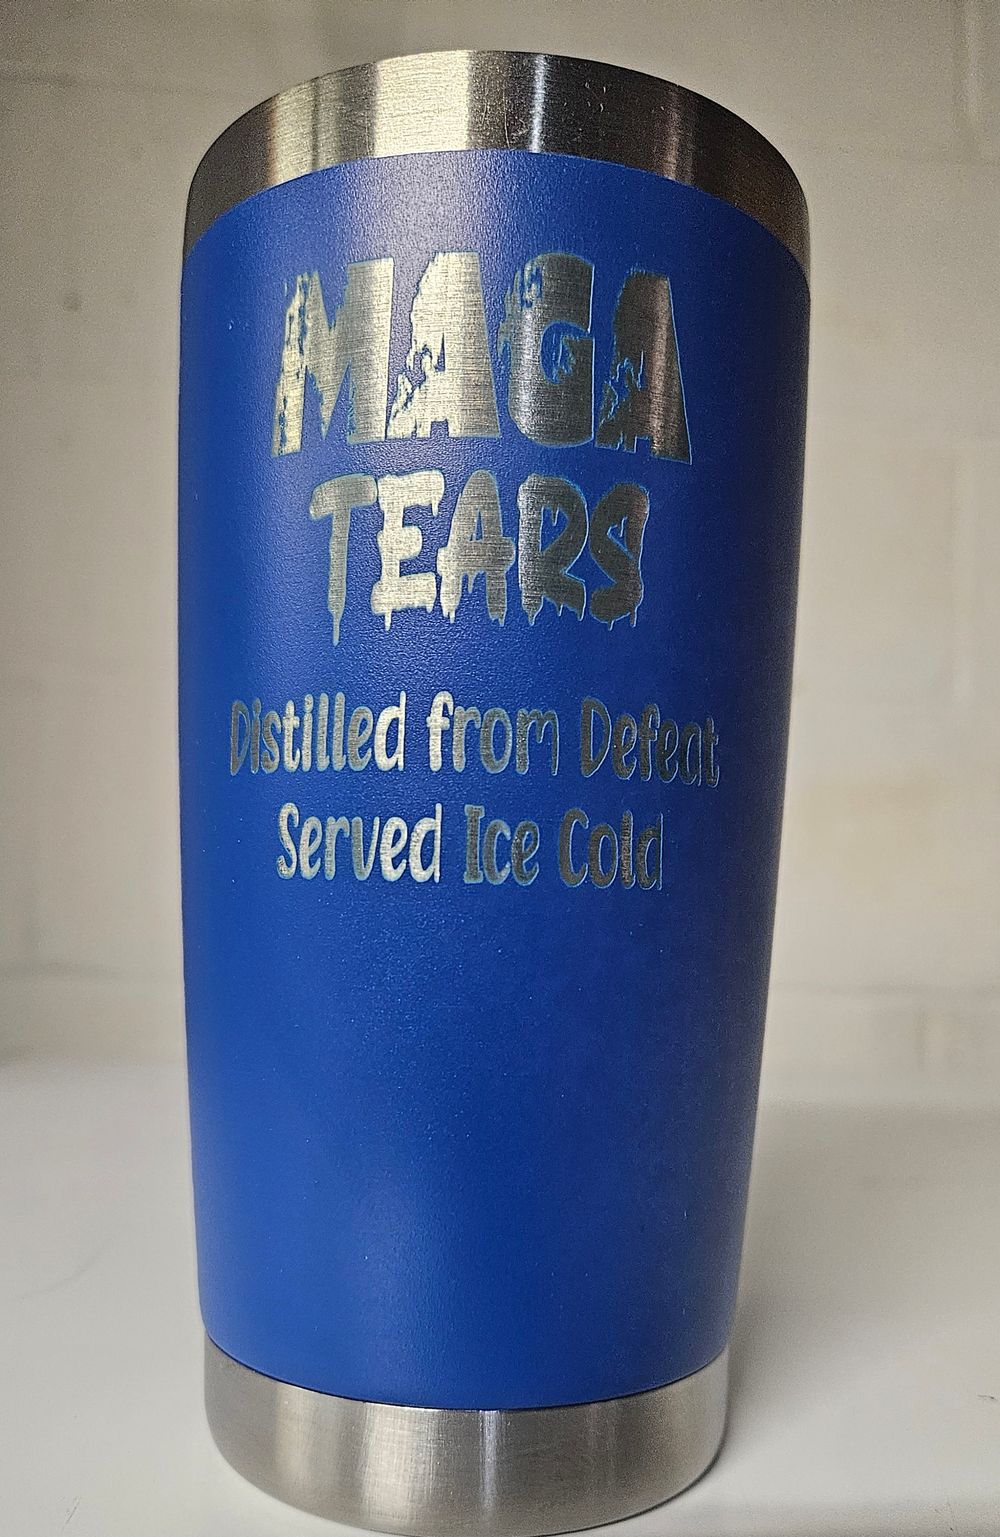 MAGA
TEARS
Distilled from Defeat
Served Ice Cold